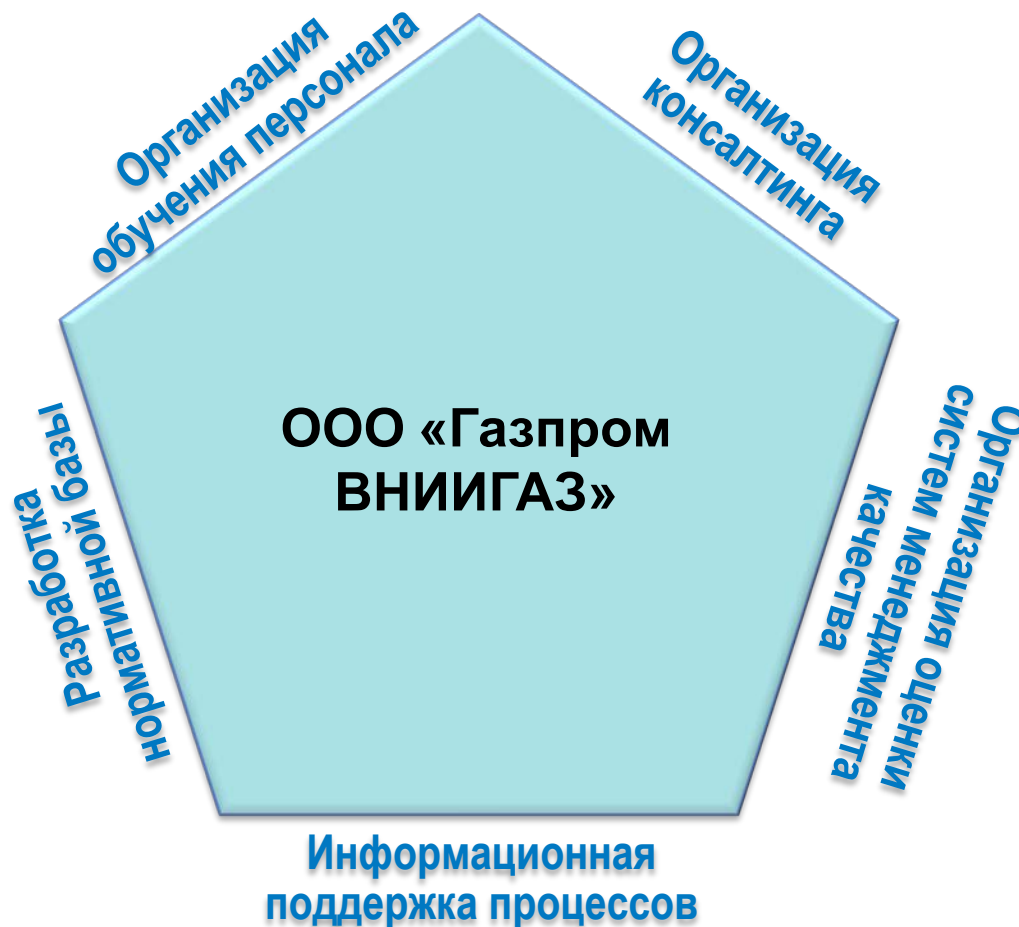 Организация
обучения персонала
Организация
консалтинга
ООО «Газпром
ВНИИГАЗ»
Разработка
нормативной базы
Организация оценки
систем менеджмента
качества
Информационная
поддержка процессов